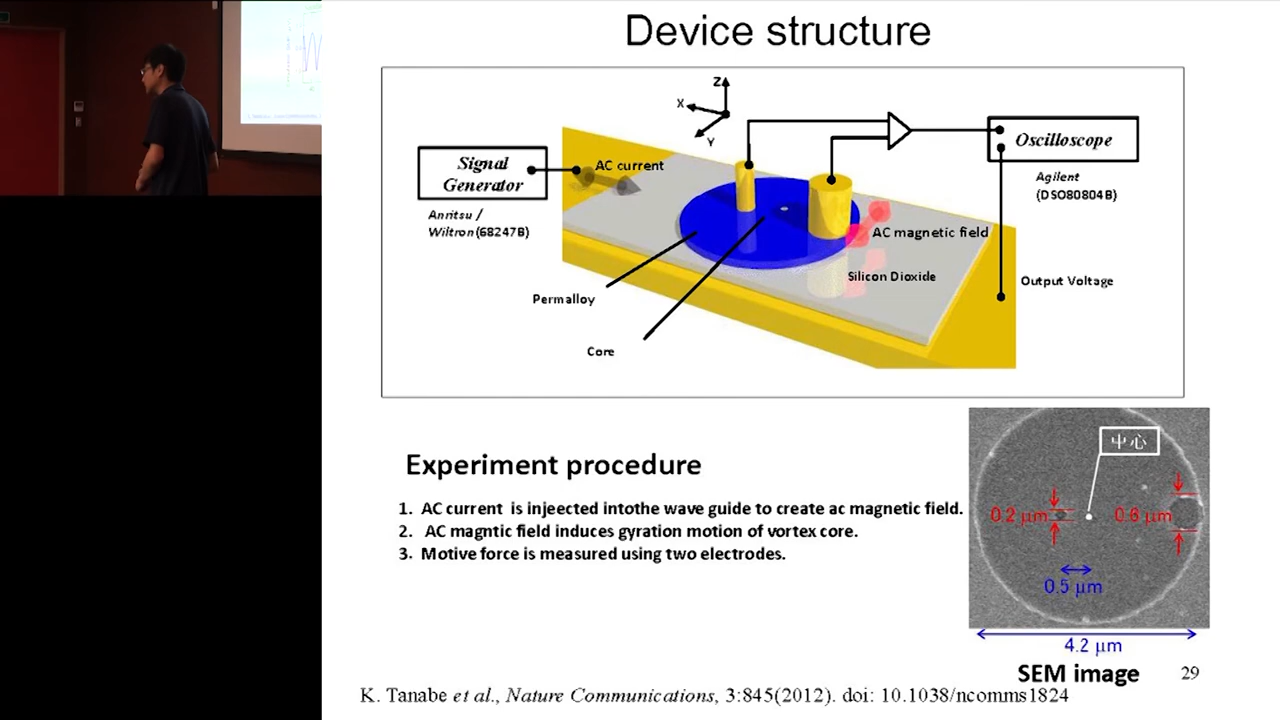 Device structure
Z
X
Y
Signal
Generator
AC current
Oscilloscope
Anritsu /
Wiltron(68247B)
Agilent
(DSO80804B)
AC magnetic field
Silicon Dioxide
Output Voltage
Permalloy
Core
Experiment procedure
1. AC current is injeected intothe wave guide to create ac magnetic field.
2. AC magntic field induces gyration motion of vortex core.
3. Motive force is measured using two electrodes.
中心
0.2 μm
0.6 μm
0.5 μm
4.2 μm
SEM image
29
K. Tanabe et al., Nature Communications, 3:845(2012). doi: 10.1038/ncomms1824